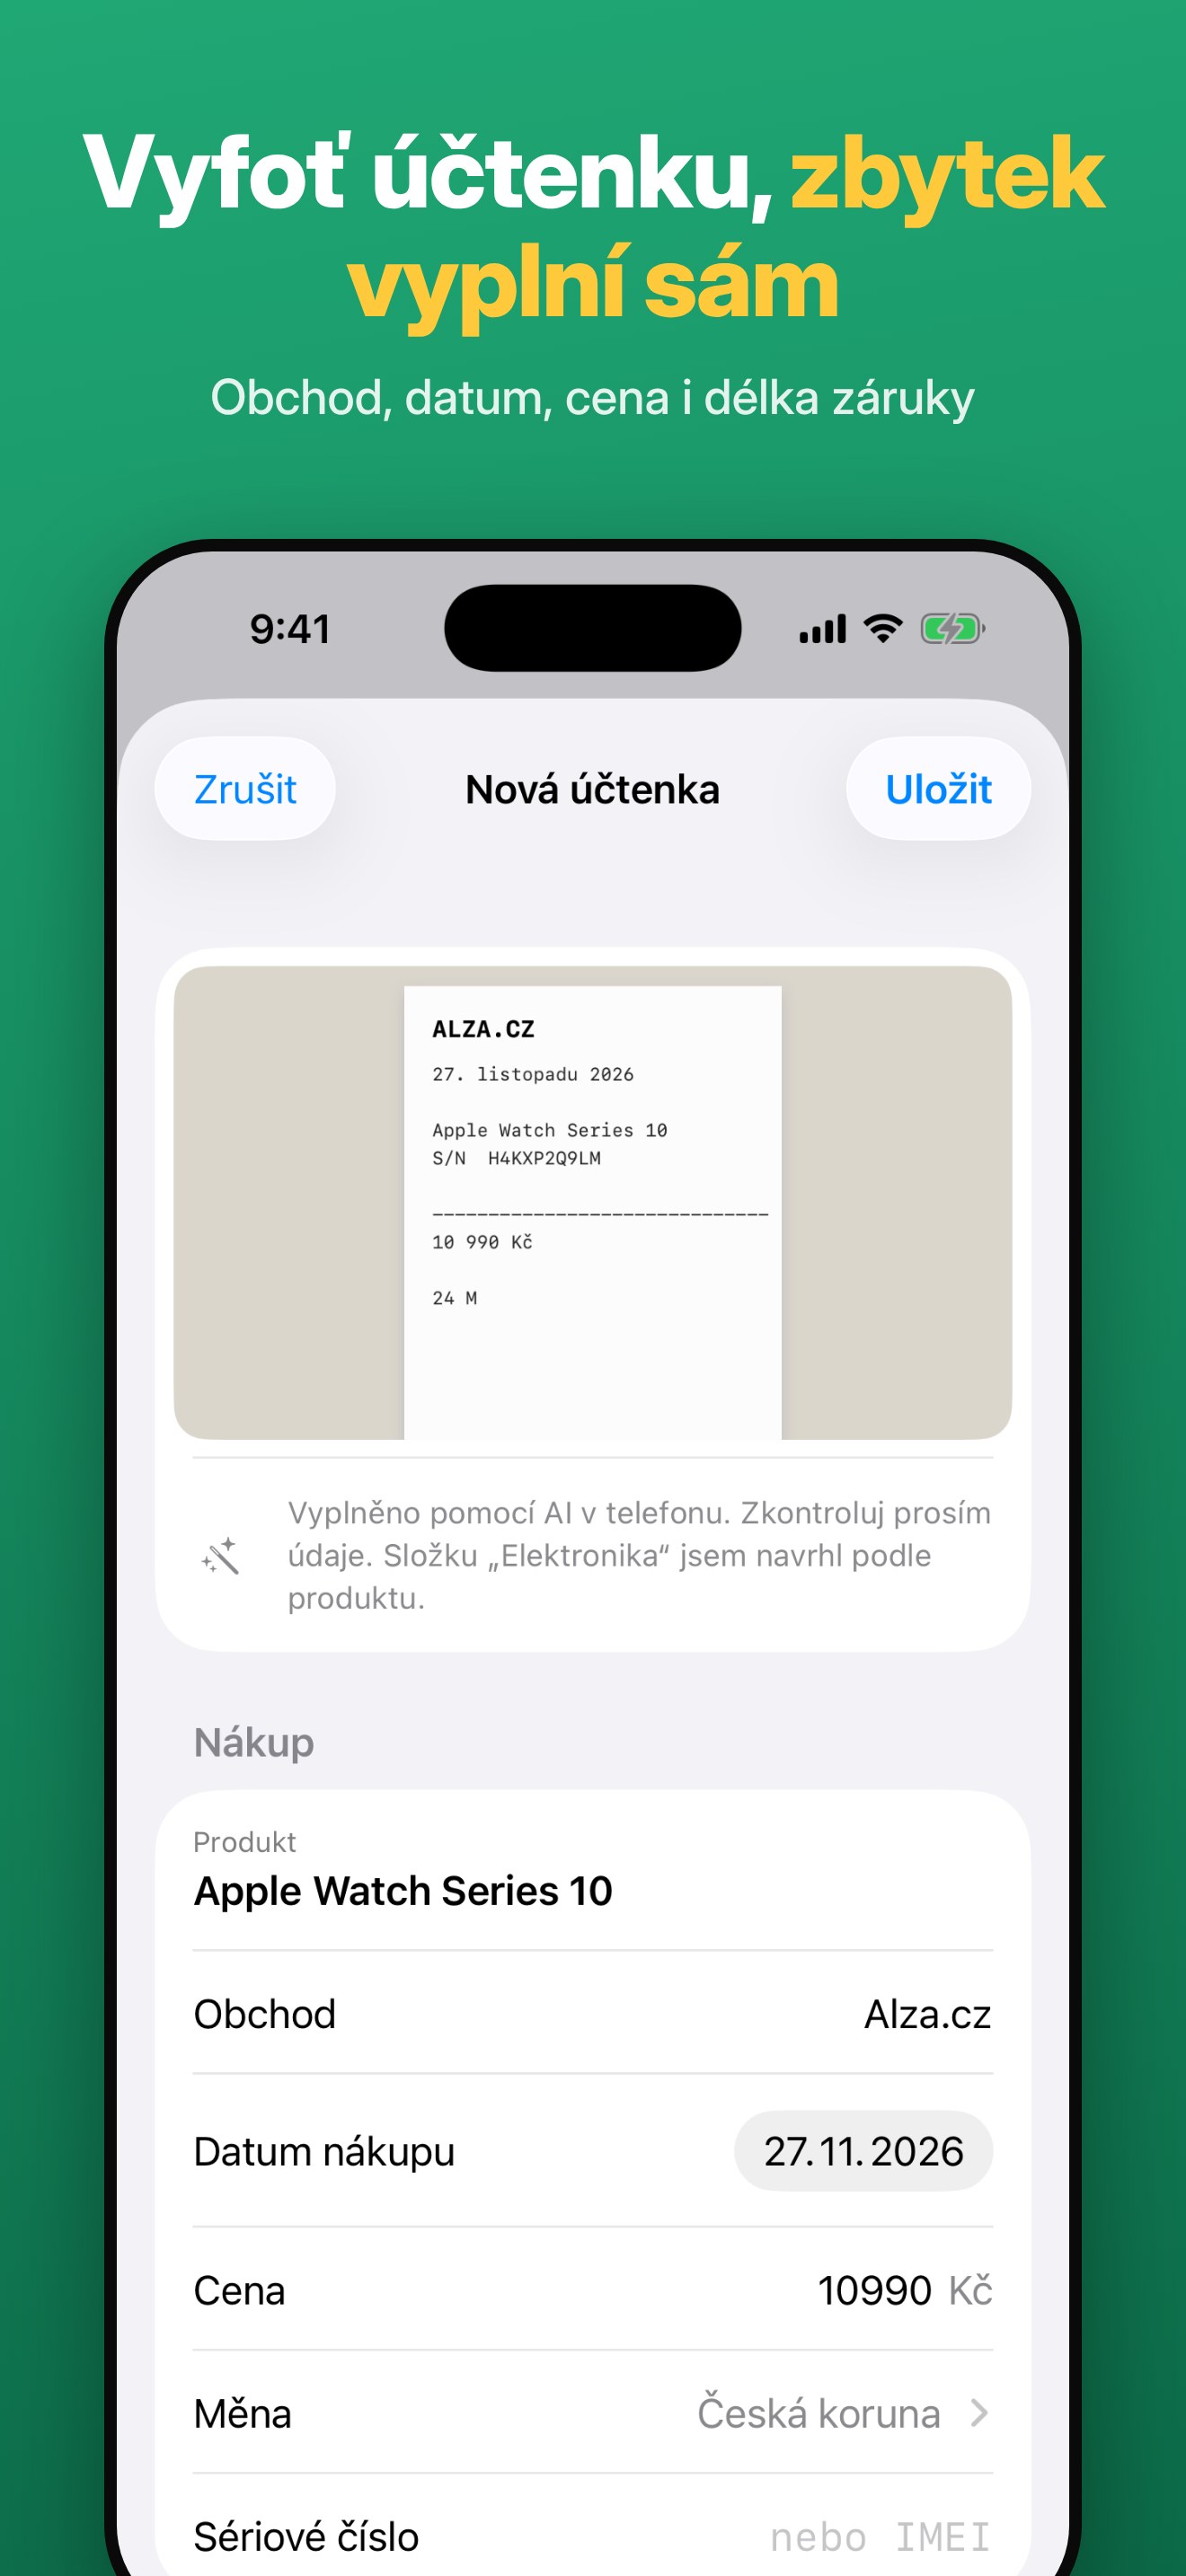 Vyfoť účtenku, zbytek
vyplní sám
Obchod, datum, cena i délka záruky
9:41
Zrušit
Nová účtenka
Uložit
ALZA.CZ
27. listopadu 2026
Apple Watch Series 10
S/N H4KXP2Q9LM
------------------------------
10 990 Kč
24 M
Vyplněno pomocí AI v telefonu. Zkontroluj prosím
údaje. Složku „Elektronika“ jsem navrhl podle
produktu.
Nákup
Produkt
Apple Watch Series 10
Obchod Alza.cz
Datum nákupu 27.11.2026
Cena 10990 Kč
Měna Česká koruna
Sériové číslo nebo IMEI